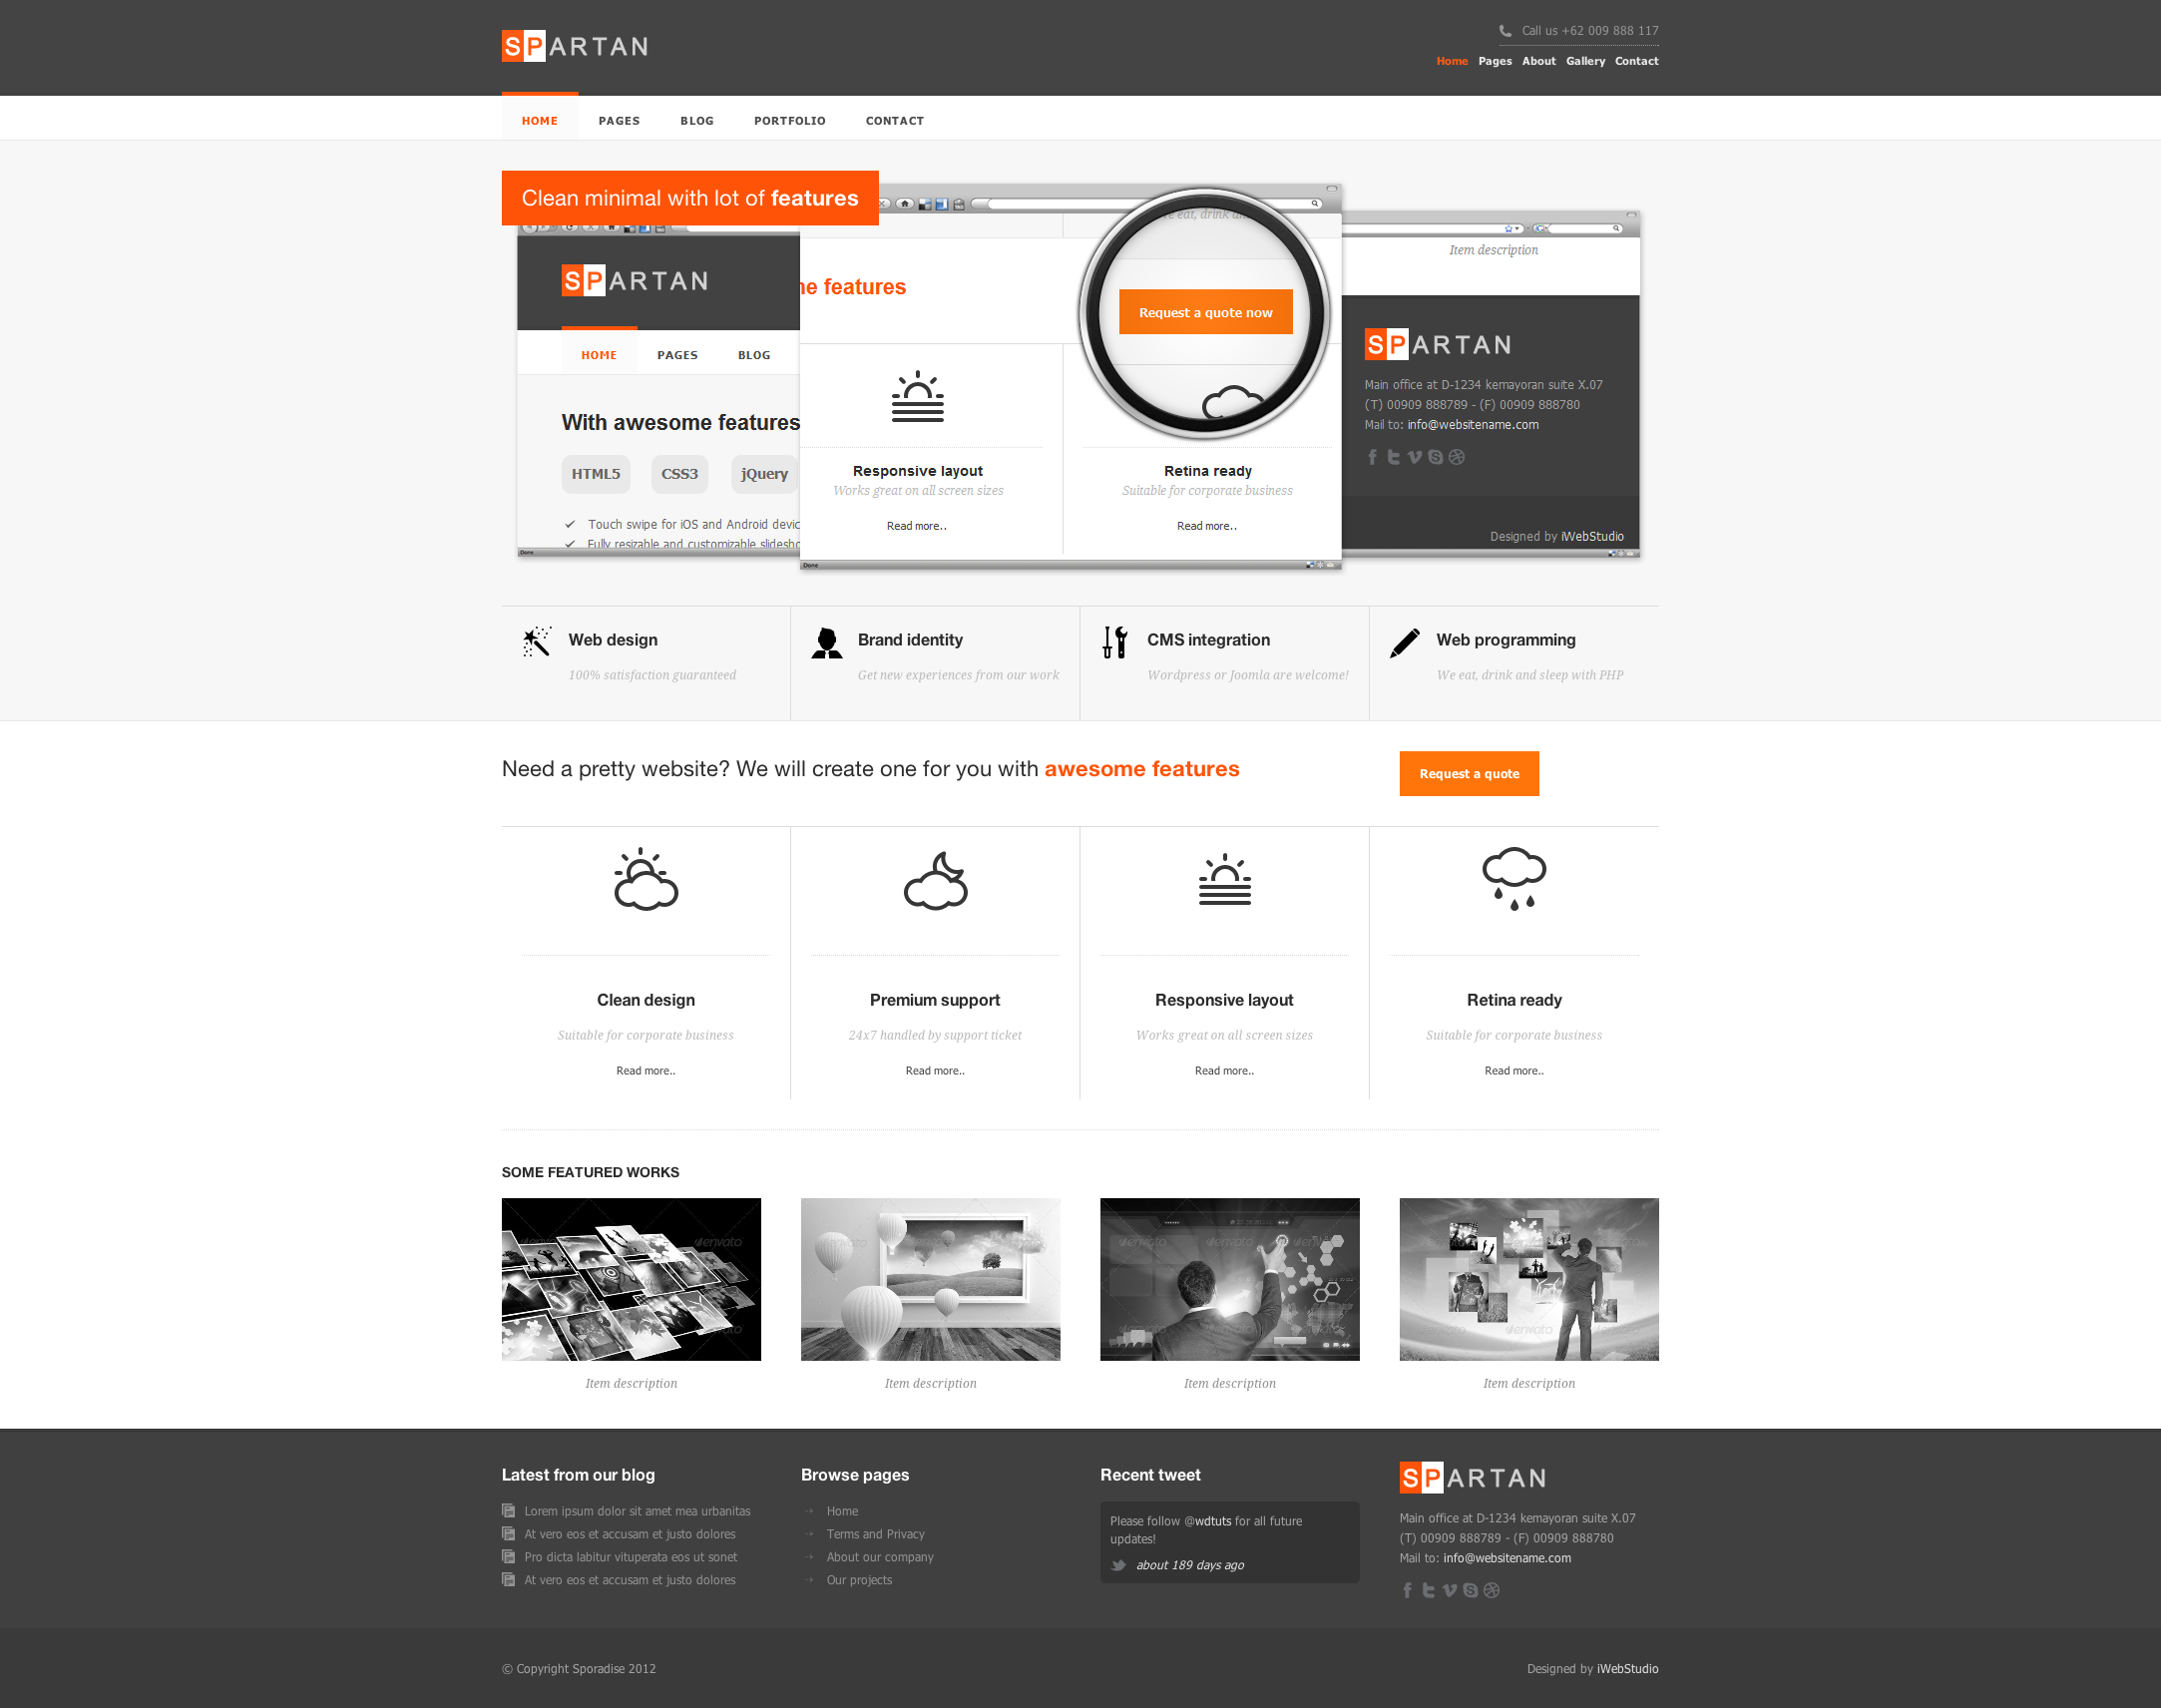 SPARTAN
Call us +62 009 888 117
Home Pages About Gallery Contact
HOME PAGES BLOG PORTFOLIO CONTACT
Clean minimal with lot of features
SPARTAN
HOME PAGES BLOG
With awesome features
HTML5 CSS3 jQuery
Touch swipe for iOS and Android devic
Fully resizable and customizable slidesho
Done
e eat, drink an
ne features
Request a quote now
Responsive layout
Works great on all screen sizes
Read more..
Retina ready
Suitable for corporate business
Read more..
Done
Item description
SPARTAN
Main office at D-1234 kemayoran suite X.07
(T) 00909 888789 - (F) 00909 888780
Mail to: info@websitename.com
Designed by iWebStudio
Web design
100% satisfaction guaranteed
Brand identity
Get new experiences from our work
CMS integration
Wordpress or Joomla are welcome!
Web programming
We eat, drink and sleep with PHP
Need a pretty website? We will create one for you with awesome features
Request a quote
Clean design
Suitable for corporate business
Read more..
Premium support
24x7 handled by support ticket
Read more..
Responsive layout
Works great on all screen sizes
Read more..
Retina ready
Suitable for corporate business
Read more..
SOME FEATURED WORKS
envato
envato
envato
envato
Item description
Item description
Item description
Item description
Latest from our blog
Lorem ipsum dolor sit amet mea urbanitas
At vero eos et accusam et justo dolores
Pro dicta labitur vituperata eos ut sonet
At vero eos et accusam et justo dolores
Browse pages
Home
Terms and Privacy
About our company
Our projects
Recent tweet
Please follow @wdtuts for all future
updates!
about 189 days ago
SPARTAN
Main office at D-1234 kemayoran suite X.07
(T) 00909 888789 - (F) 00909 888780
Mail to: info@websitename.com
© Copyright Sporadise 2012
Designed by iWebStudio